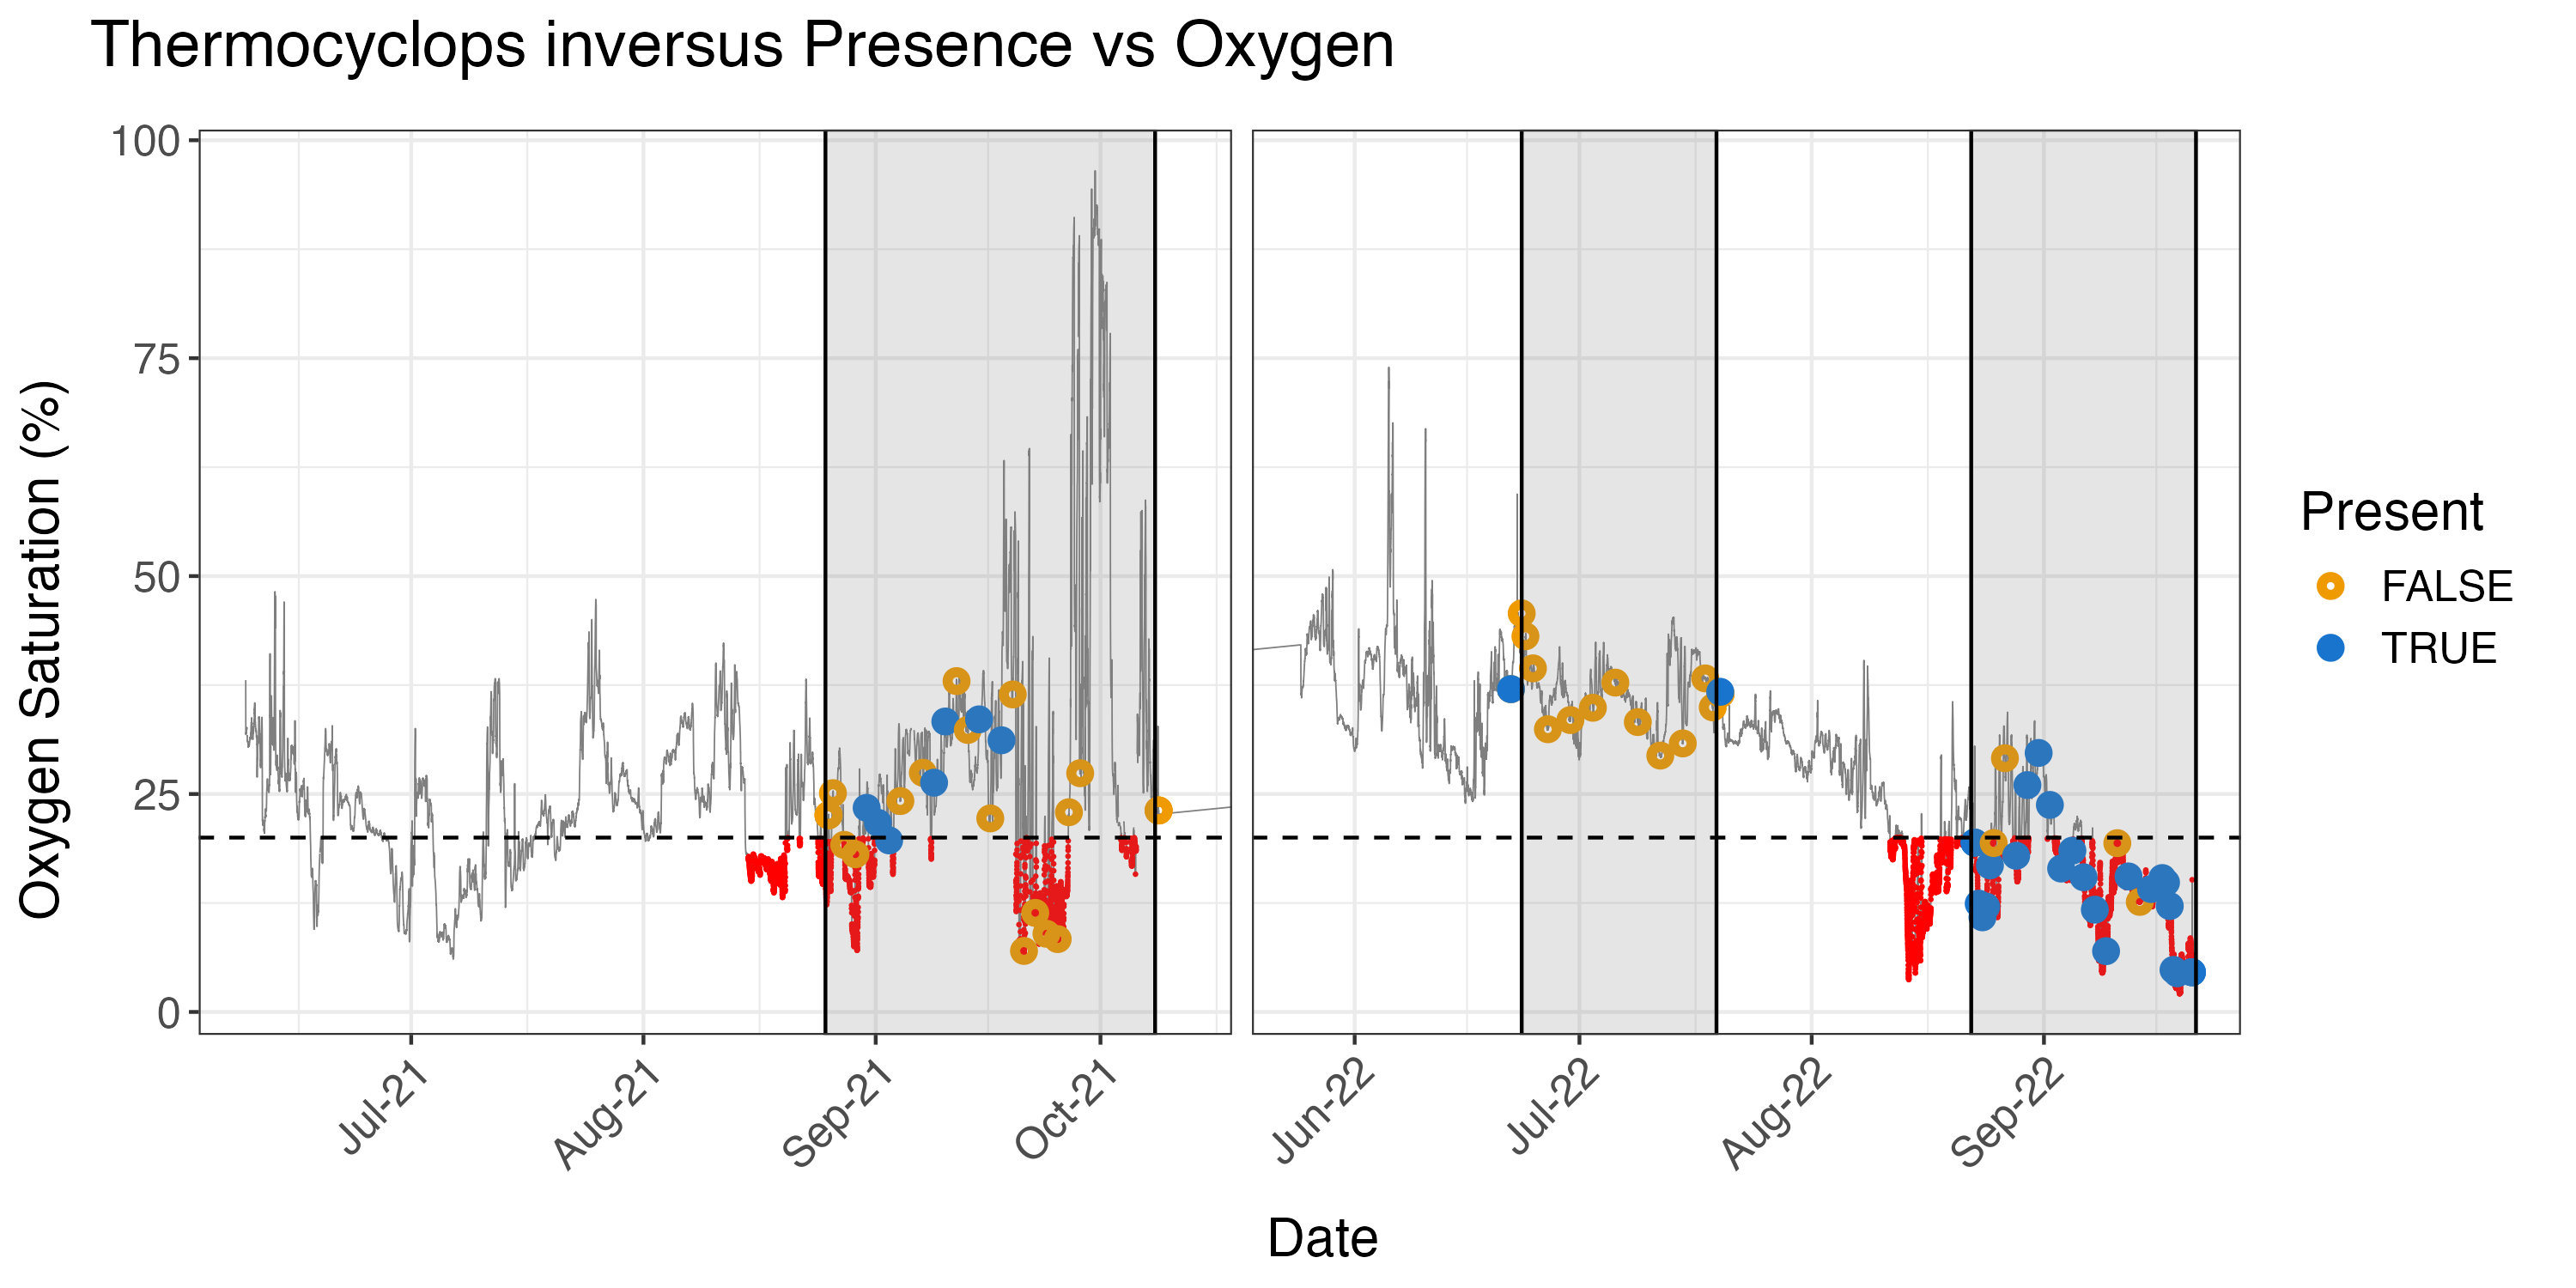 Thermocyclops inversus Presence vs Oxygen
Oxygen Saturation (%)
100
75
50
25
0
Jul-21
Aug-21
Sep-21
Oct-21
Jun-22
Jul-22
Aug-22
Sep-22
Date
Present
FALSE
TRUE